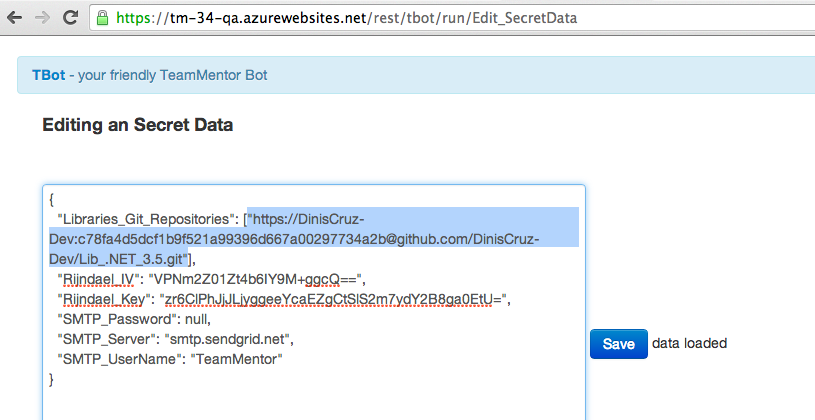 https://tm-34-qa.azurewebsites.net/rest/tbot/run/Edit_SecretData
TBot - your friendly TeamMentor Bot
Editing an Secret Data
{
"Libraries_Git_Repositories": ["https://DinisCruz-
Dev:c78fa4d5dcf1b9f521a99396d667a00297734a2b@github.com/DinisCruz-
Dev/Lib_.NET_3.5.git"],
"Rijndael_IV": "VPNm2Z01Zt4b6IY9M+ggcQ==",
"Rijndael_Key": "zr6ClPhJjJLjyggeeYcaEZgCtSlS2m7ydY2B8ga0EtU=",
"SMTP_Password": null,
"SMTP_Server": "smtp.sendgrid.net",
"SMTP_UserName": "TeamMentor"
}
Save data loaded